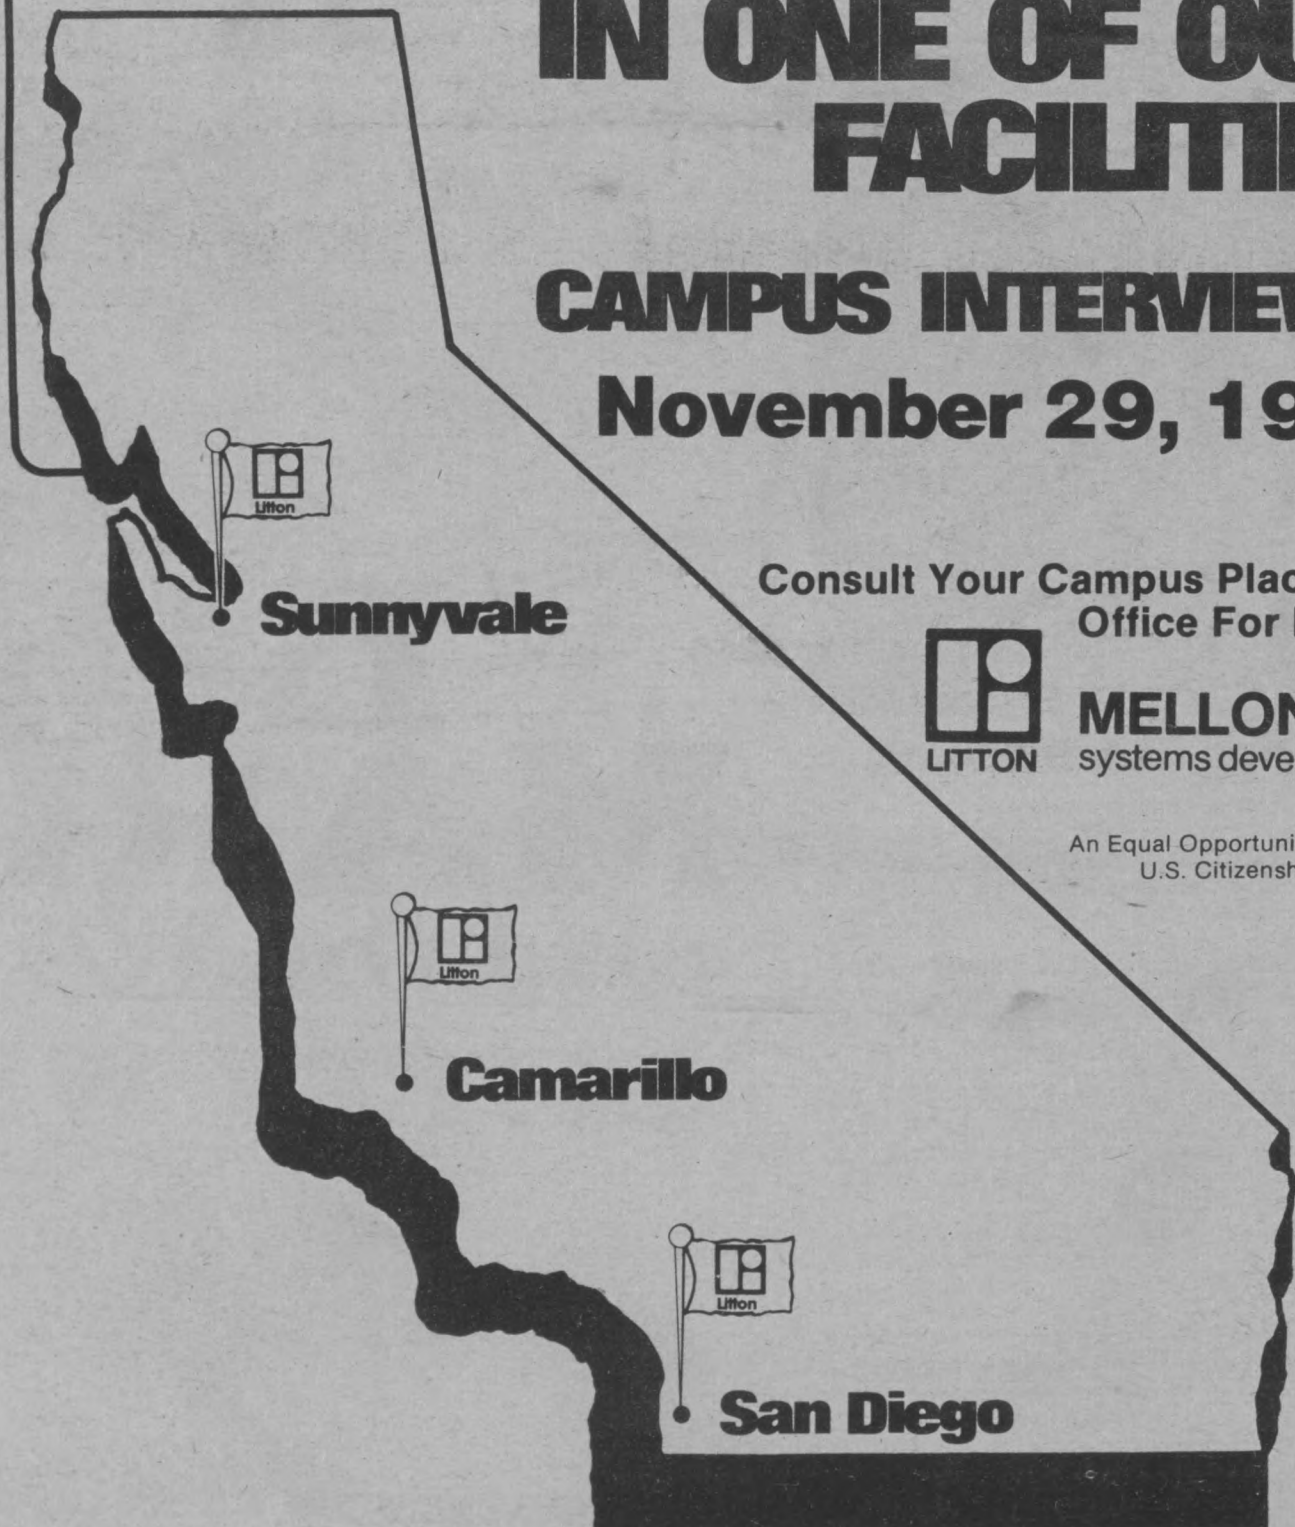 IN ONE OF OU
FACILITI
CAMPUS INTERVIEW
November 29, 19
Litton
Consult Your Campus Plac
Office For
Sunnyvale
LITTON
MELLON
systems deve
An Equal Opportuni
U.S. Citizensh
Litton
Camarillo
Litton
San Diego